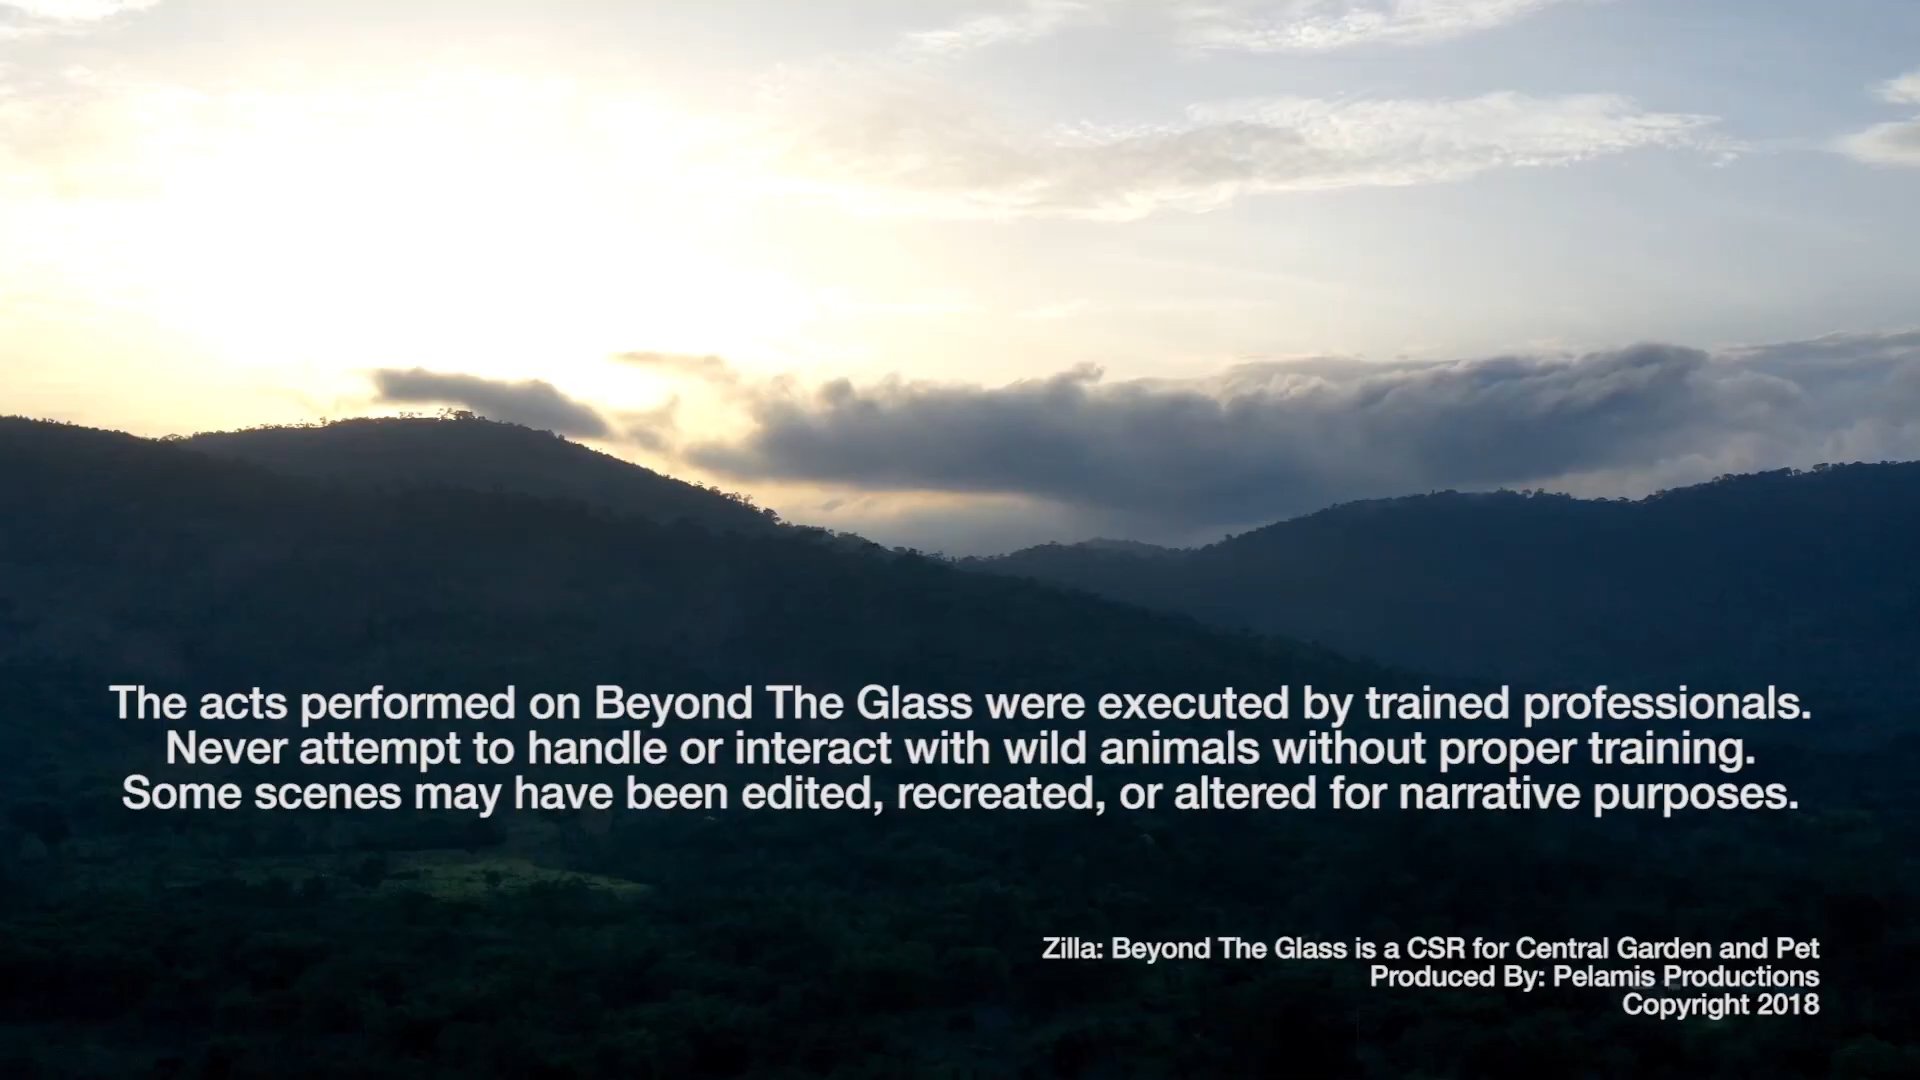 The acts performed on Beyond The Glass were executed by trained professionals.
Never attempt to handle or interact with wild animals without proper training.
Some scenes may have been edited, recreated, or altered for narrative purposes.
Zilla: Beyond The Glass is a CSR for Central Garden and Pet
Produced By: Pelamis Productions
Copyright 2018